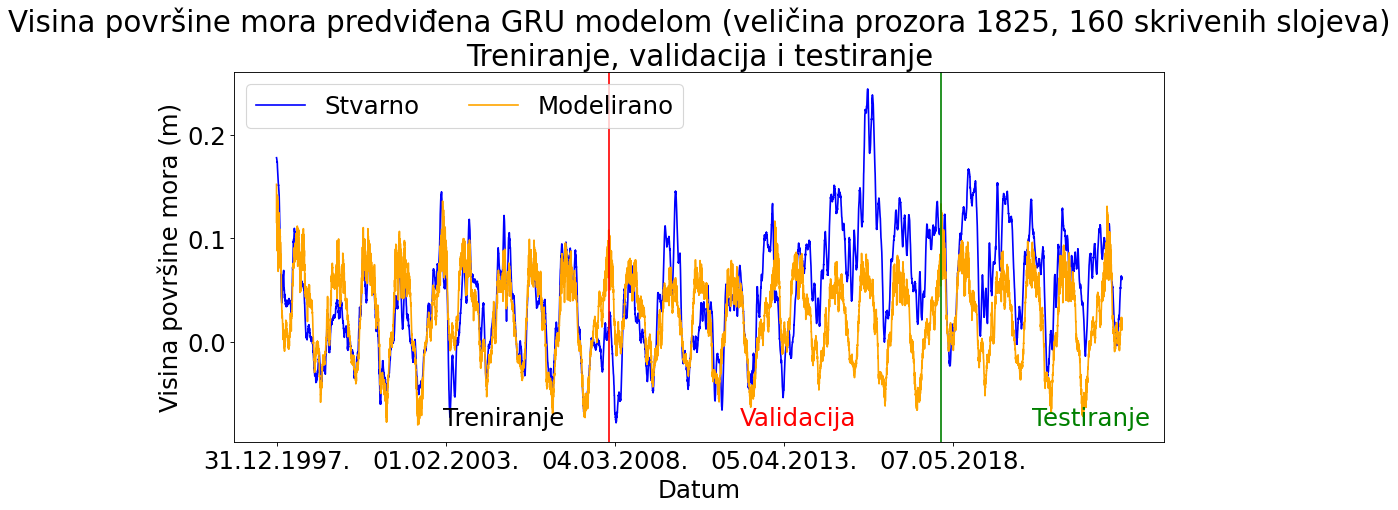 Visina površine mora predviđena GRU modelom (veličina prozora 1825, 160 skrivenih slojeva)
Treniranje, validacija i testiranje
Stvarno
Modelirano
Visina površine mora (m)
0.2
0.1
0.0
Treniranje
Validacija
Testiranje
31.12.1997.
01.02.2003.
04.03.2008.
05.04.2013.
07.05.2018.
Datum